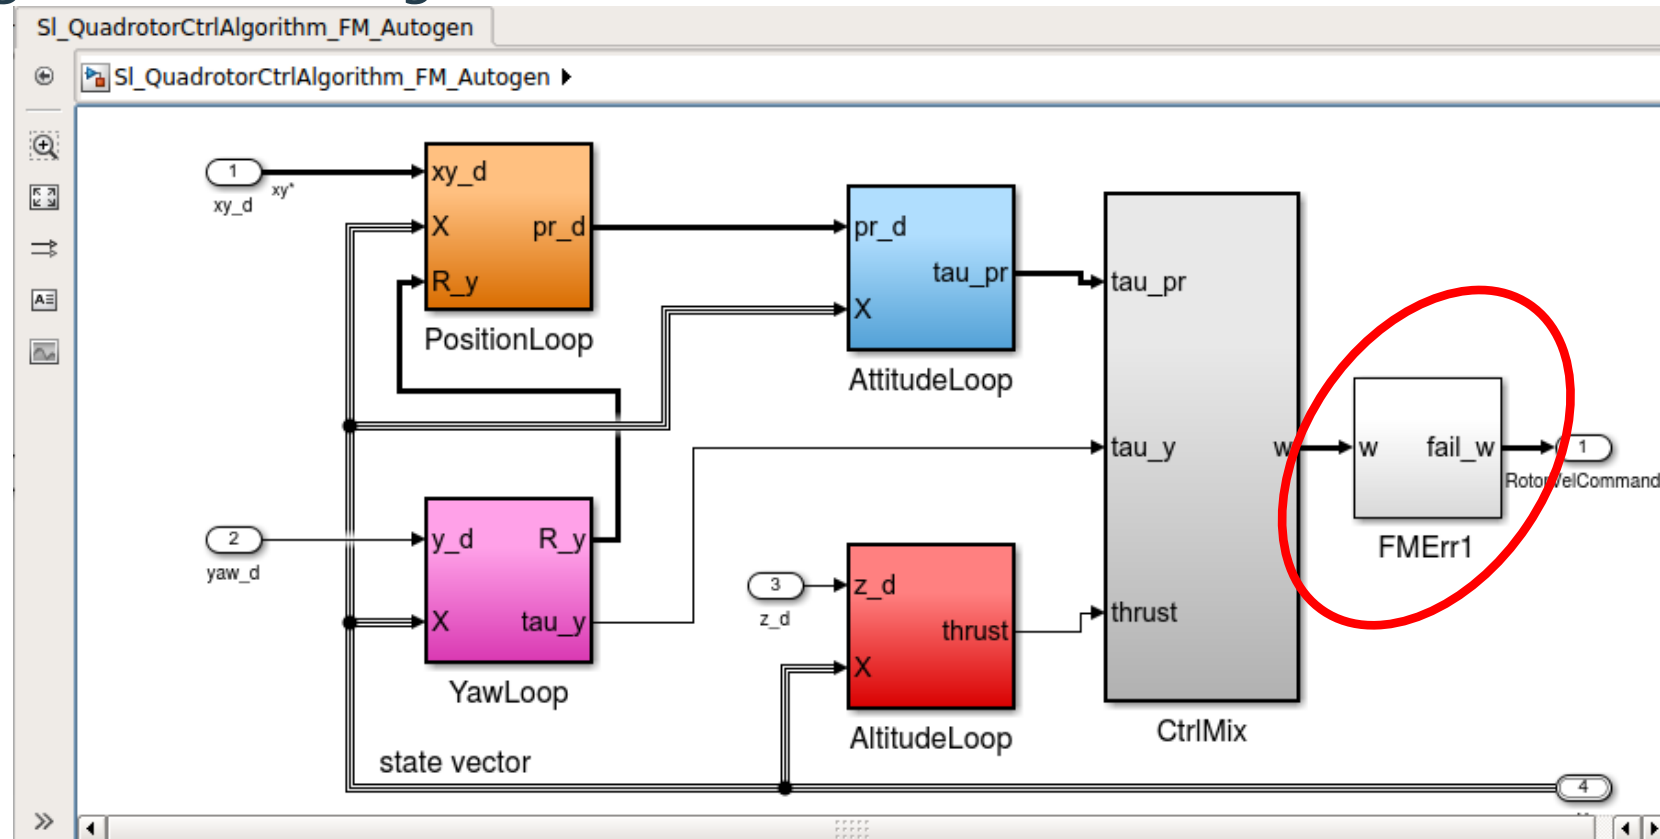 Sl_QuadrotorCtrlAlgorithm_FM_Autogen
Sl_QuadrotorCtrlAlgorithm_FM_Autogen
1
xy*
xy_d
xy_d
X
pr_d
R_y
PositionLoop
pr_d
tau_pr
X
AttitudeLoop
tau_pr
tau_y
w
thrust
CtrlMix
w
fail_w
FMErr1
1
RotorVelCommand
2
yaw_d
y_d
R_y
X
tau_y
YawLoop
3
z_d
z_d
thrust
X
AltitudeLoop
state vector
4